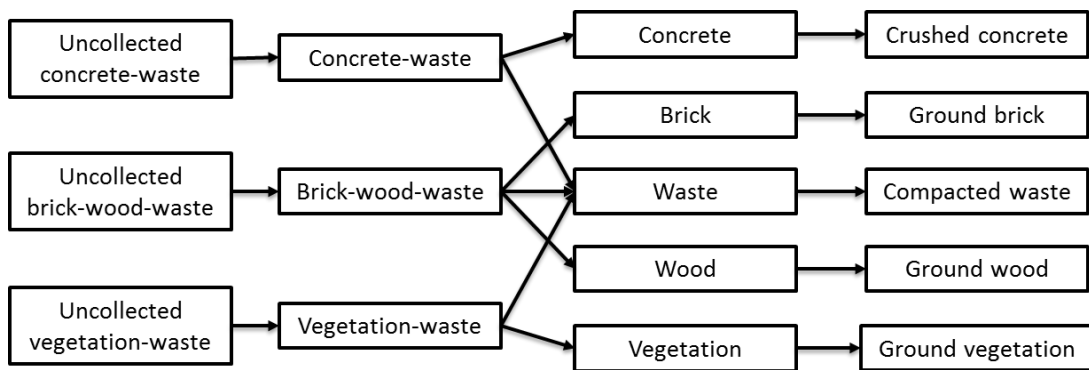 Uncollected
concrete-waste
Concrete-waste
Concrete
Crushed concrete
Brick
Ground brick
Uncollected
brick-wood-waste
Brick-wood-waste
Waste
Compacted waste
Wood
Ground wood
Uncollected
vegetation-waste
Vegetation-waste
Vegetation
Ground vegetation